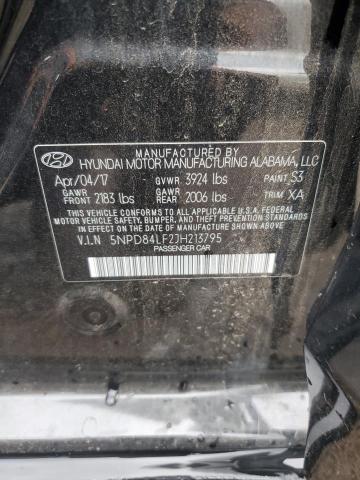 MANUFACTURED BY
HYUNDAI MOTOR MANUFACTURING ALABAMA, LLC
Apr/04/17 GVWR 3924 lbs PAINT S3
GAWR FRONT 2183 lbs GAWR REAR 2006 lbs TRIM XA
THIS VEHICLE CONFORMS TO ALL APPLICABLE FEDERAL MOTOR
VEHICLE SAFETY, BUMPER, AND THEFT PREVENTION STANDARDS
IN EFFECT ON THE DATE OF MANUFACTURE SHOWN ABOVE.
V.I.N 5NPD84LF2JH213795
PASSENGER CAR